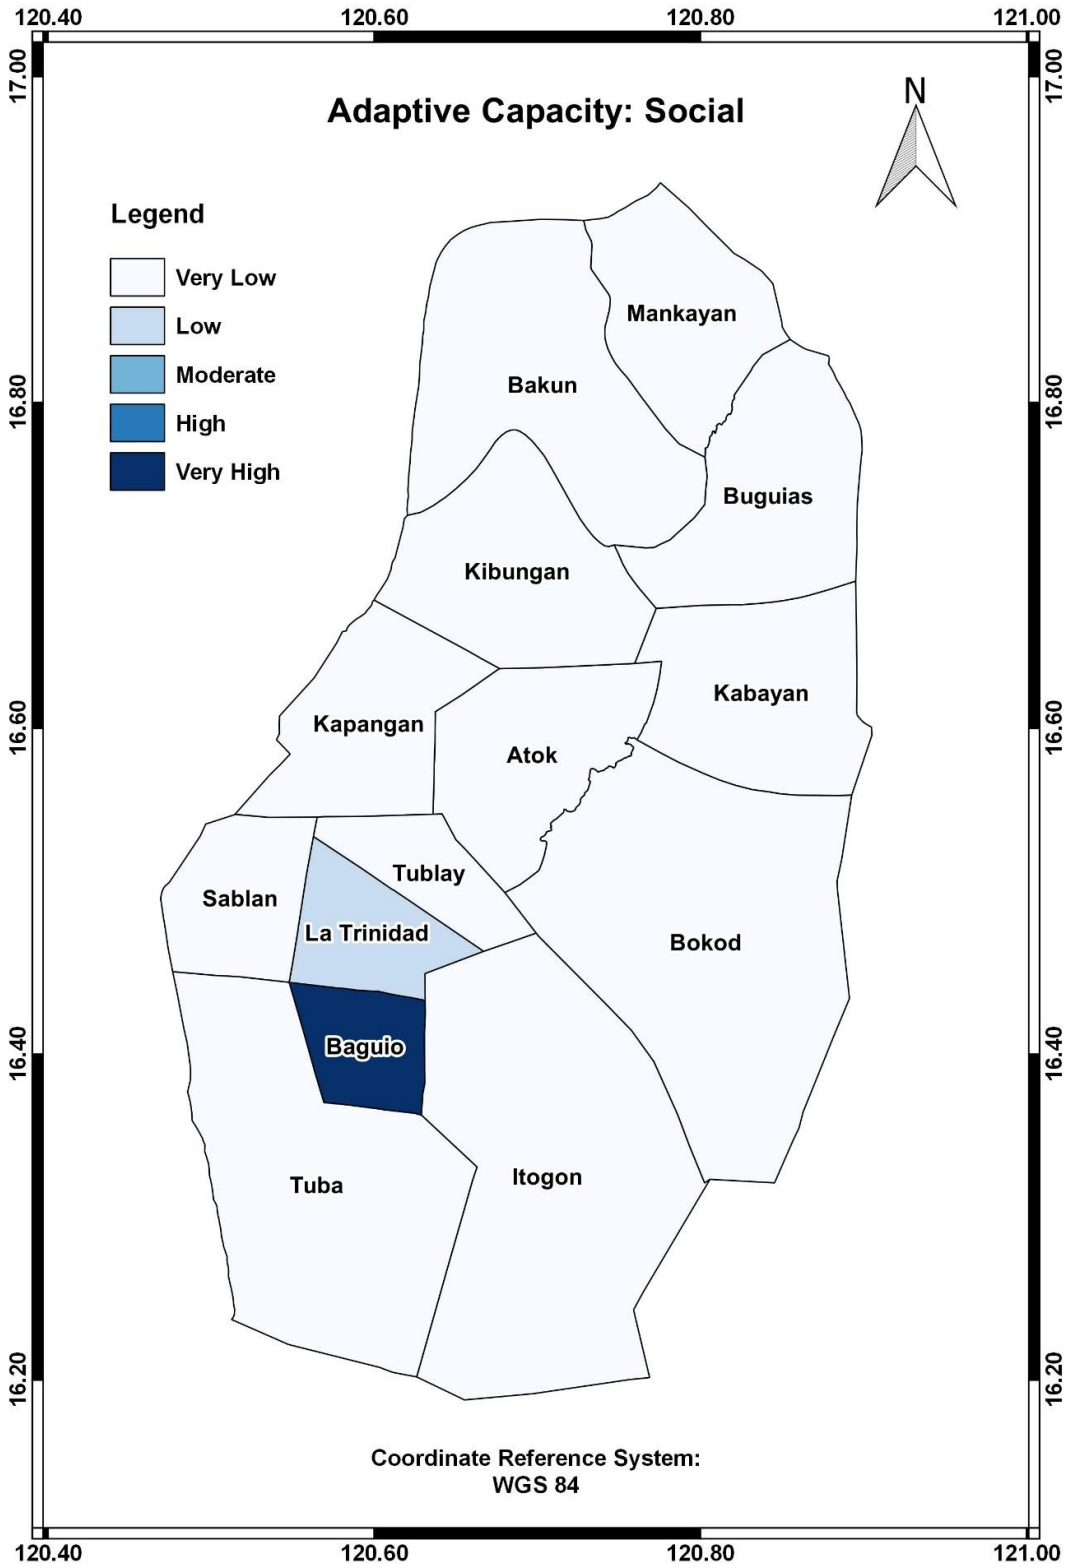 120.40 120.60 120.80 121.00
17.00 17.00
N
Adaptive Capacity: Social
Legend
Very Low
Low
Moderate
High
Very High
Mankayan
Bakun
16.80 16.80
Buguias
Kibungan
Kabayan
Kapangan
16.60 16.60
Atok
Tublay
Sablan
La Trinidad
Bokod
Baguio
16.40 16.40
Itogon
Tuba
16.20 16.20
Coordinate Reference System:
WGS 84
120.40 120.60 120.80 121.00